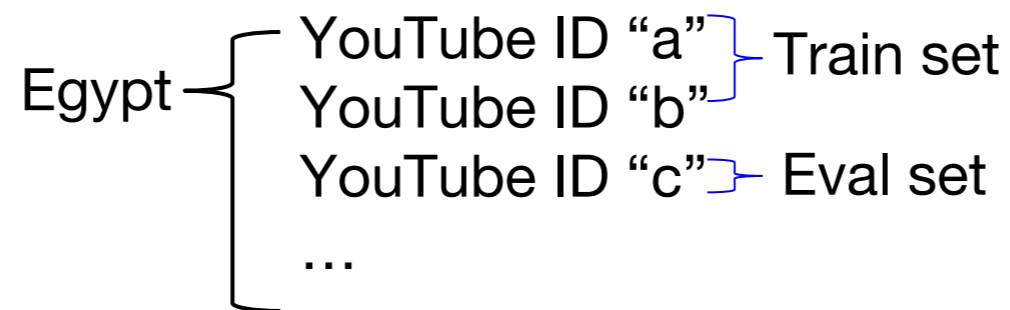 YouTube ID “a”
Train set
Egypt
YouTube ID “b”
YouTube ID “c”
Eval set
…